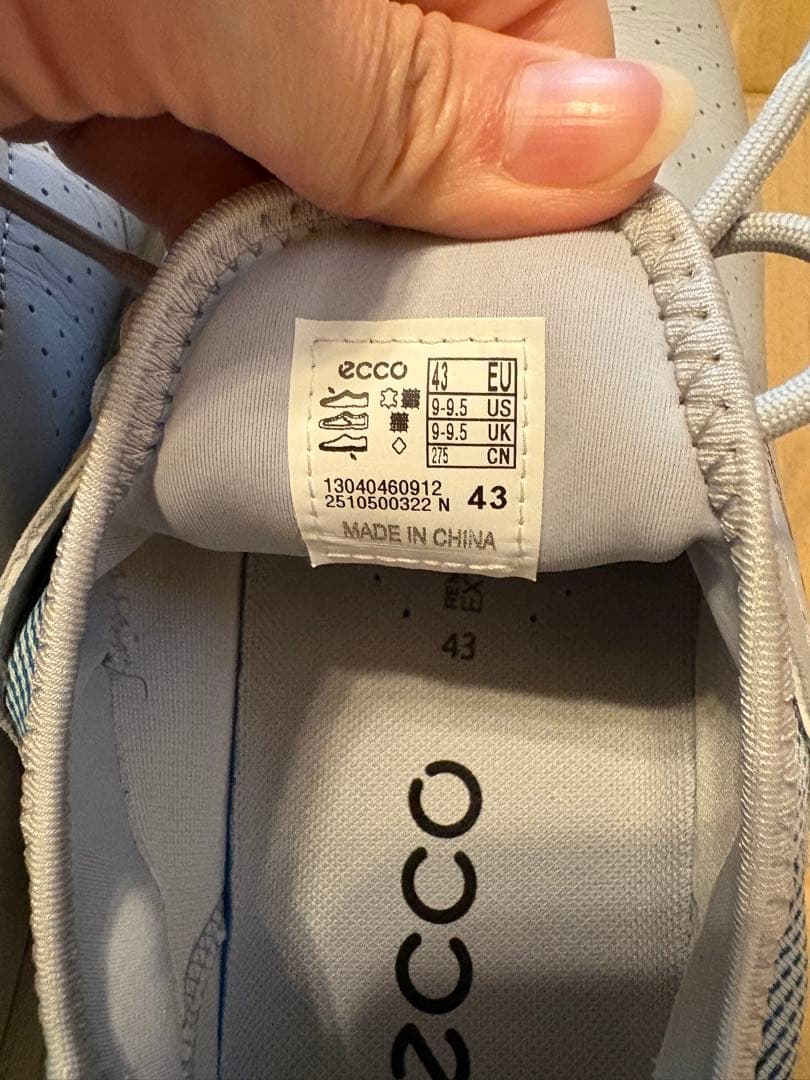 ecco
43 EU
9-9.5 US
9-9.5 UK
275 CN
13040460912
2510500322 N 43
MADE IN CHINA
43
ecco